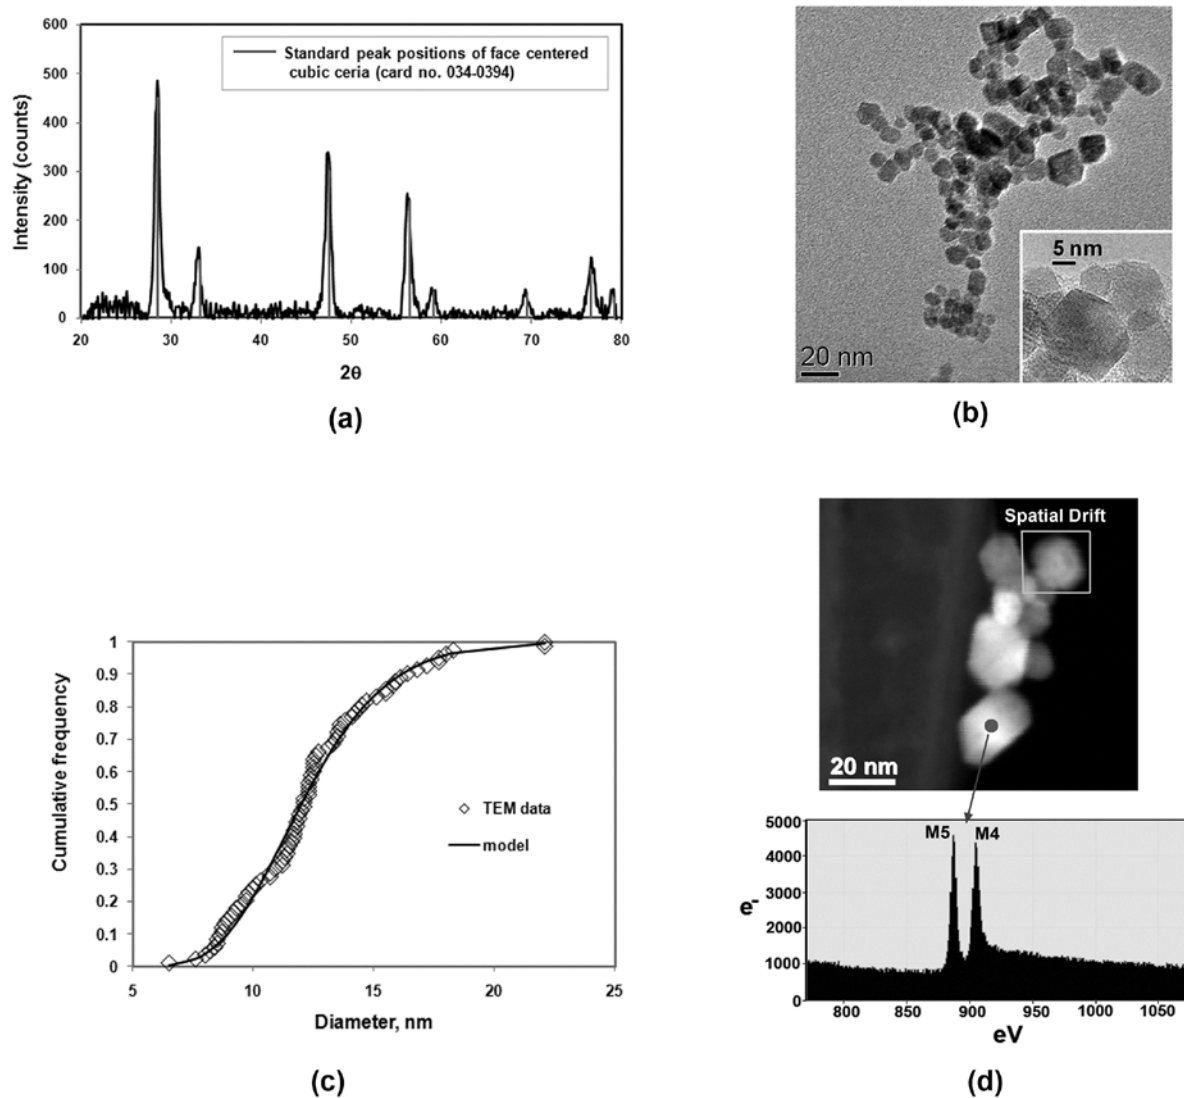 600
500
400
300
200
100
0
Intensity (counts)
Standard peak positions of face centered
cubic ceria (card no. 034-0394)
20 30 40 50 60 70 80
2θ
(a)
5 nm
20 nm
(b)
1
0.9
0.8
0.7
0.6
0.5
0.4
0.3
0.2
0.1
0
Cumulative frequency
TEM data
model
5 10 15 20 25
Diameter, nm
(c)
Spatial Drift
20 nm
M5 M4
5000
4000
3000
2000
1000
0
e-
800 850 900 950 1000 1050
eV
(d)